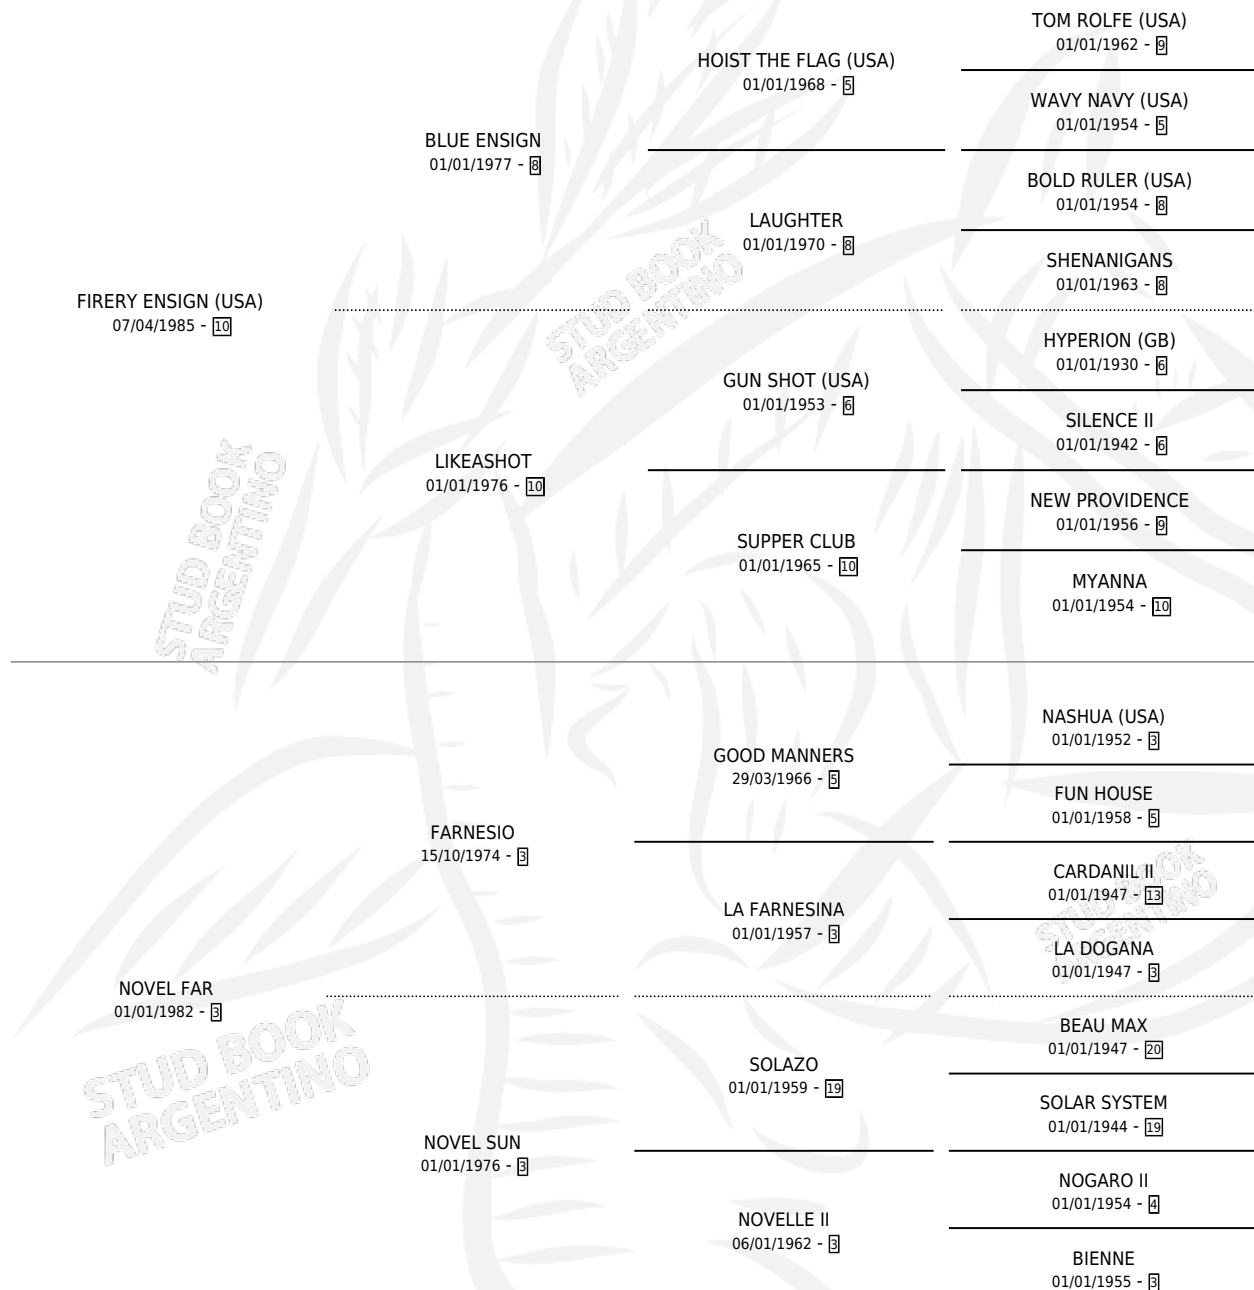 TOM ROLFE (USA)
01/01/1962 - 9
HOIST THE FLAG (USA)
01/01/1968 - 5
WAVY NAVY (USA)
01/01/1954 - 5
BLUE ENSIGN
01/01/1977 - 8
BOLD RULER (USA)
01/01/1954 - 8
LAUGHTER
01/01/1970 - 8
SHENANIGANS
01/01/1963 - 8
FIRERY ENSIGN (USA)
07/04/1985 - 10
HYPERION (GB)
01/01/1930 - 6
GUN SHOT (USA)
01/01/1953 - 6
SILENCE II
01/01/1942 - 6
LIKEASHOT
01/01/1976 - 10
NEW PROVIDENCE
01/01/1956 - 9
SUPPER CLUB
01/01/1965 - 10
MYANNA
01/01/1954 - 10
NASHUA (USA)
01/01/1952 - 3
GOOD MANNERS
29/03/1966 - 5
FUN HOUSE
01/01/1958 - 5
FARNESIO
15/10/1974 - 3
CARDANIL II
01/01/1947 - 13
LA FARNESINA
01/01/1957 - 3
LA DOGANA
01/01/1947 - 3
NOVEL FAR
01/01/1982 - 3
BEAU MAX
01/01/1947 - 20
SOLAZO
01/01/1959 - 19
SOLAR SYSTEM
01/01/1944 - 19
NOVEL SUN
01/01/1976 - 3
NOGARO II
01/01/1954 - 4
NOVELLE II
06/01/1962 - 3
BIENNE
01/01/1955 - 3
STUD BOOK
ARGENTINO
STUD BOOK
ARGENTINO
STUD BOOK
ARGENTINO
STUD BOOK
ARGENTINO